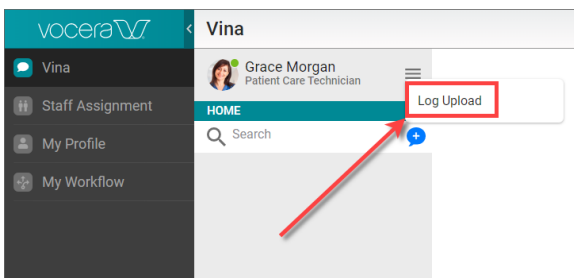 vocera
Vina
Vina
Staff Assignment
My Profile
My Workflow
Grace Morgan
Patient Care Technician
HOME
Search
Log Upload